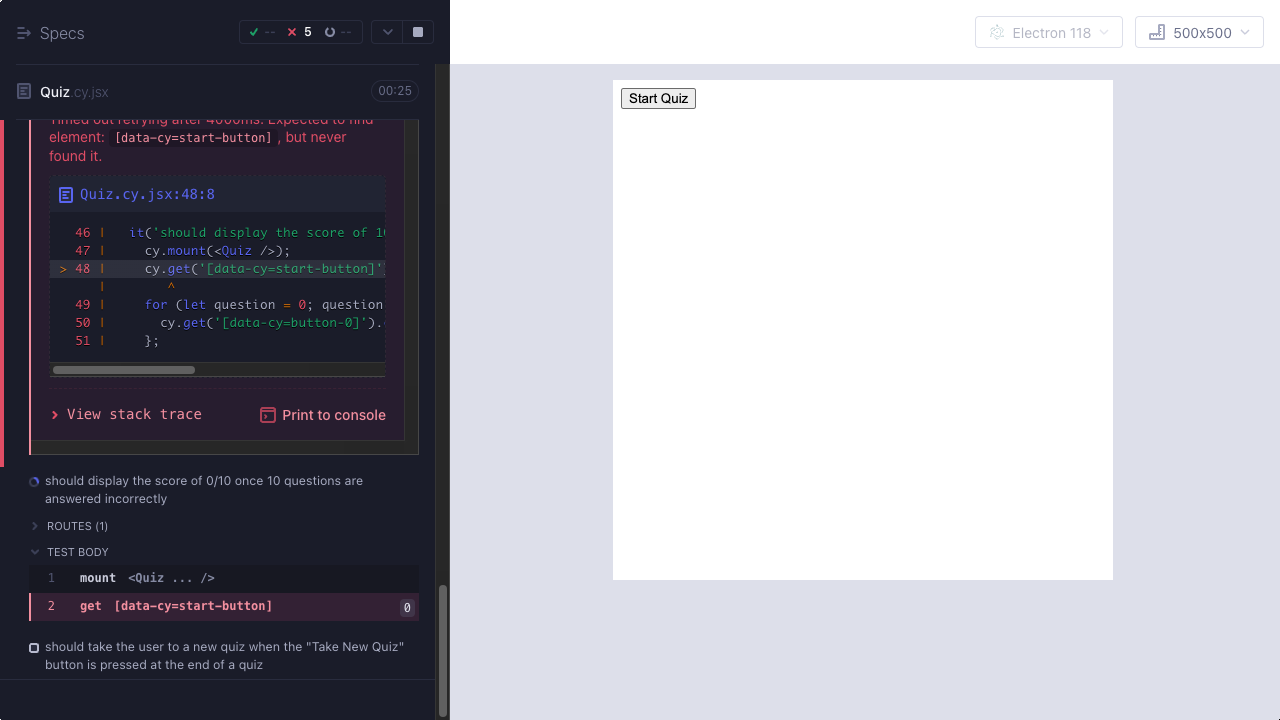 Specs
--
5
--
Electron 118
500x500
Quiz.cy.jsx
00:25
Start Quiz
Timed out retrying after 4000ms: Expected to find
element: [data-cy=start-button], but never
found it.
Quiz.cy.jsx:48:8
46 | it('should display the score of 10
47 | cy.mount(<Quiz />);
> 48 | cy.get('[data-cy=start-button]'
| ^
49 | for (let question = 0; question
50 | cy.get('[data-cy=button-0]').
51 | };
View stack trace
Print to console
should display the score of 0/10 once 10 questions are
answered incorrectly
ROUTES (1)
TEST BODY
1 mount <Quiz ... />
2 get [data-cy=start-button] 0
should take the user to a new quiz when the "Take New Quiz"
button is pressed at the end of a quiz